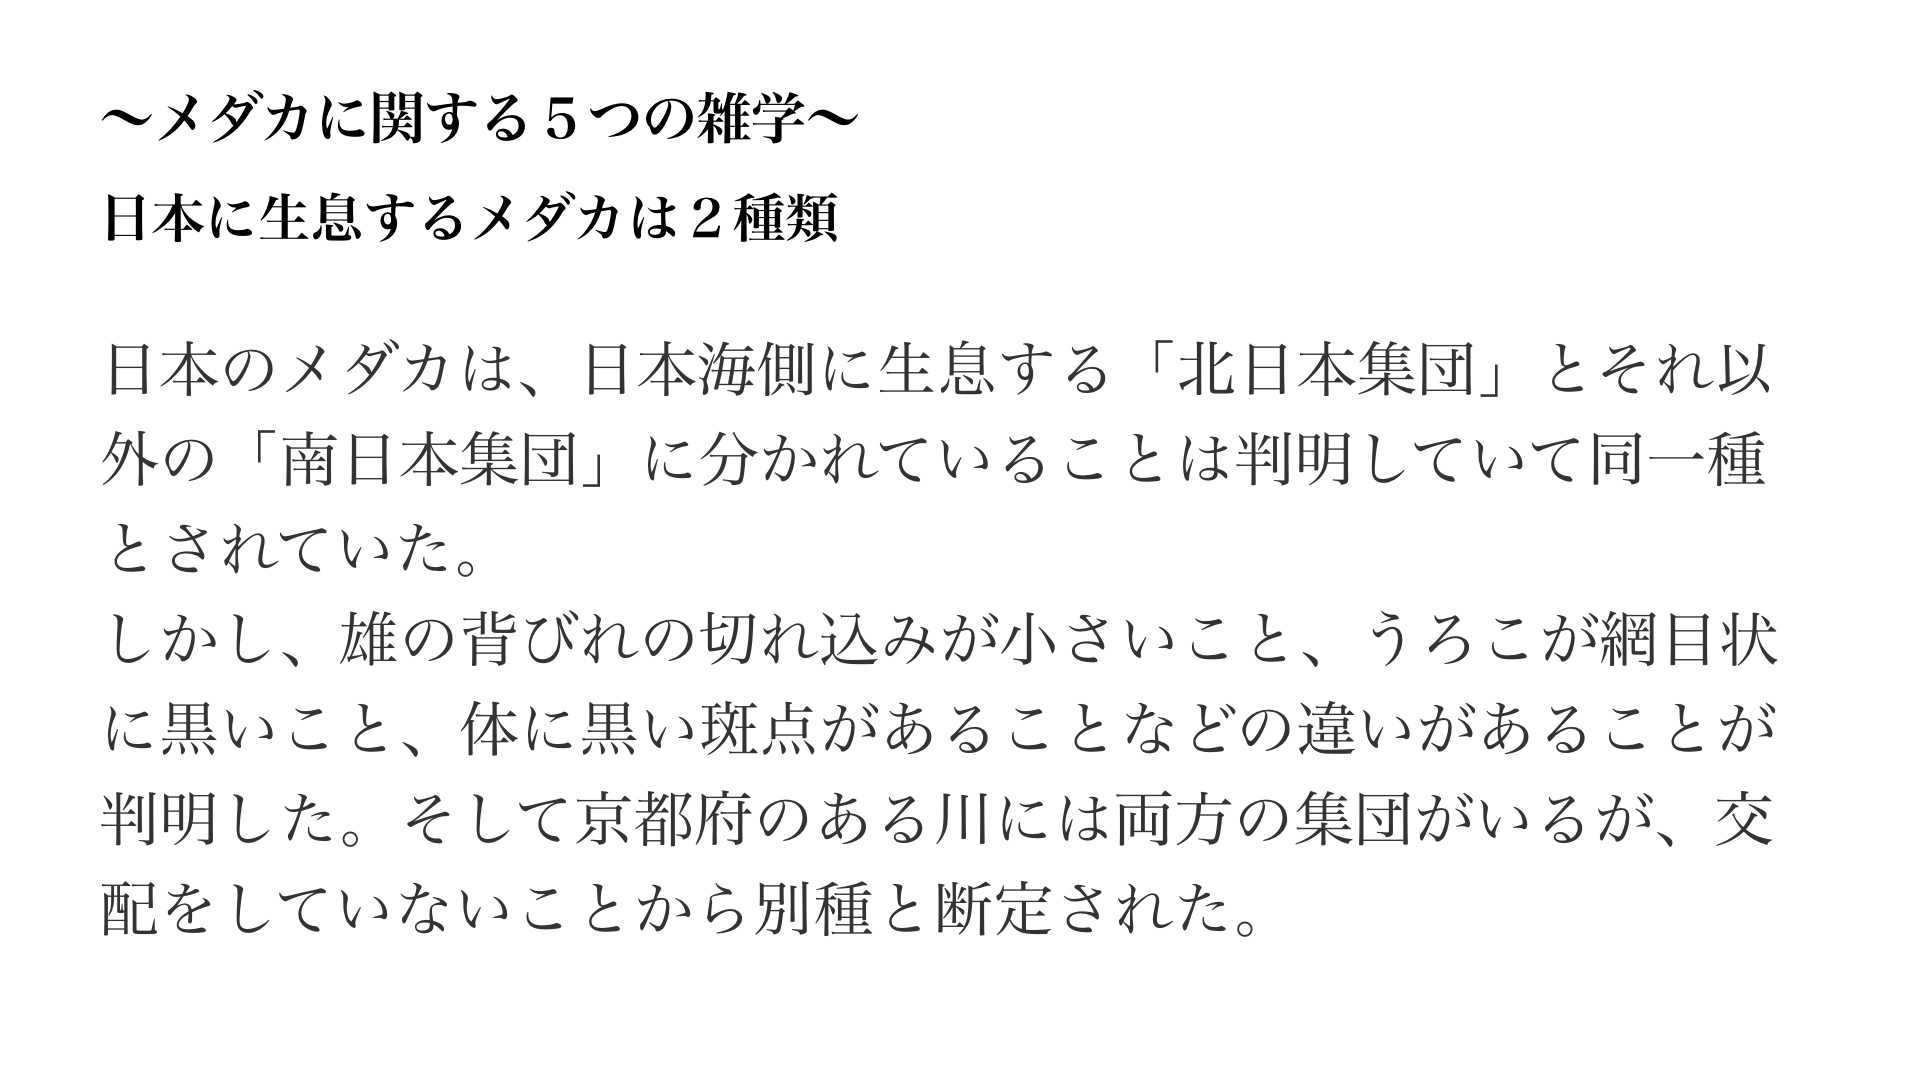 ～メダカに関する５つの雑学～
日本に生息するメダカは２種類
日本のメダカは、日本海側に生息する「北日本集団」とそれ以
外の「南日本集団」に分かれていることは判明していて同一種
とされていた。
しかし、雄の背びれの切れ込みが小さいこと、うろこが網目状
に黒いこと、体に黒い斑点があることなどの違いがあることが
判明した。そして京都府のある川には両方の集団がいるが、交
配をしていないことから別種と断定された。